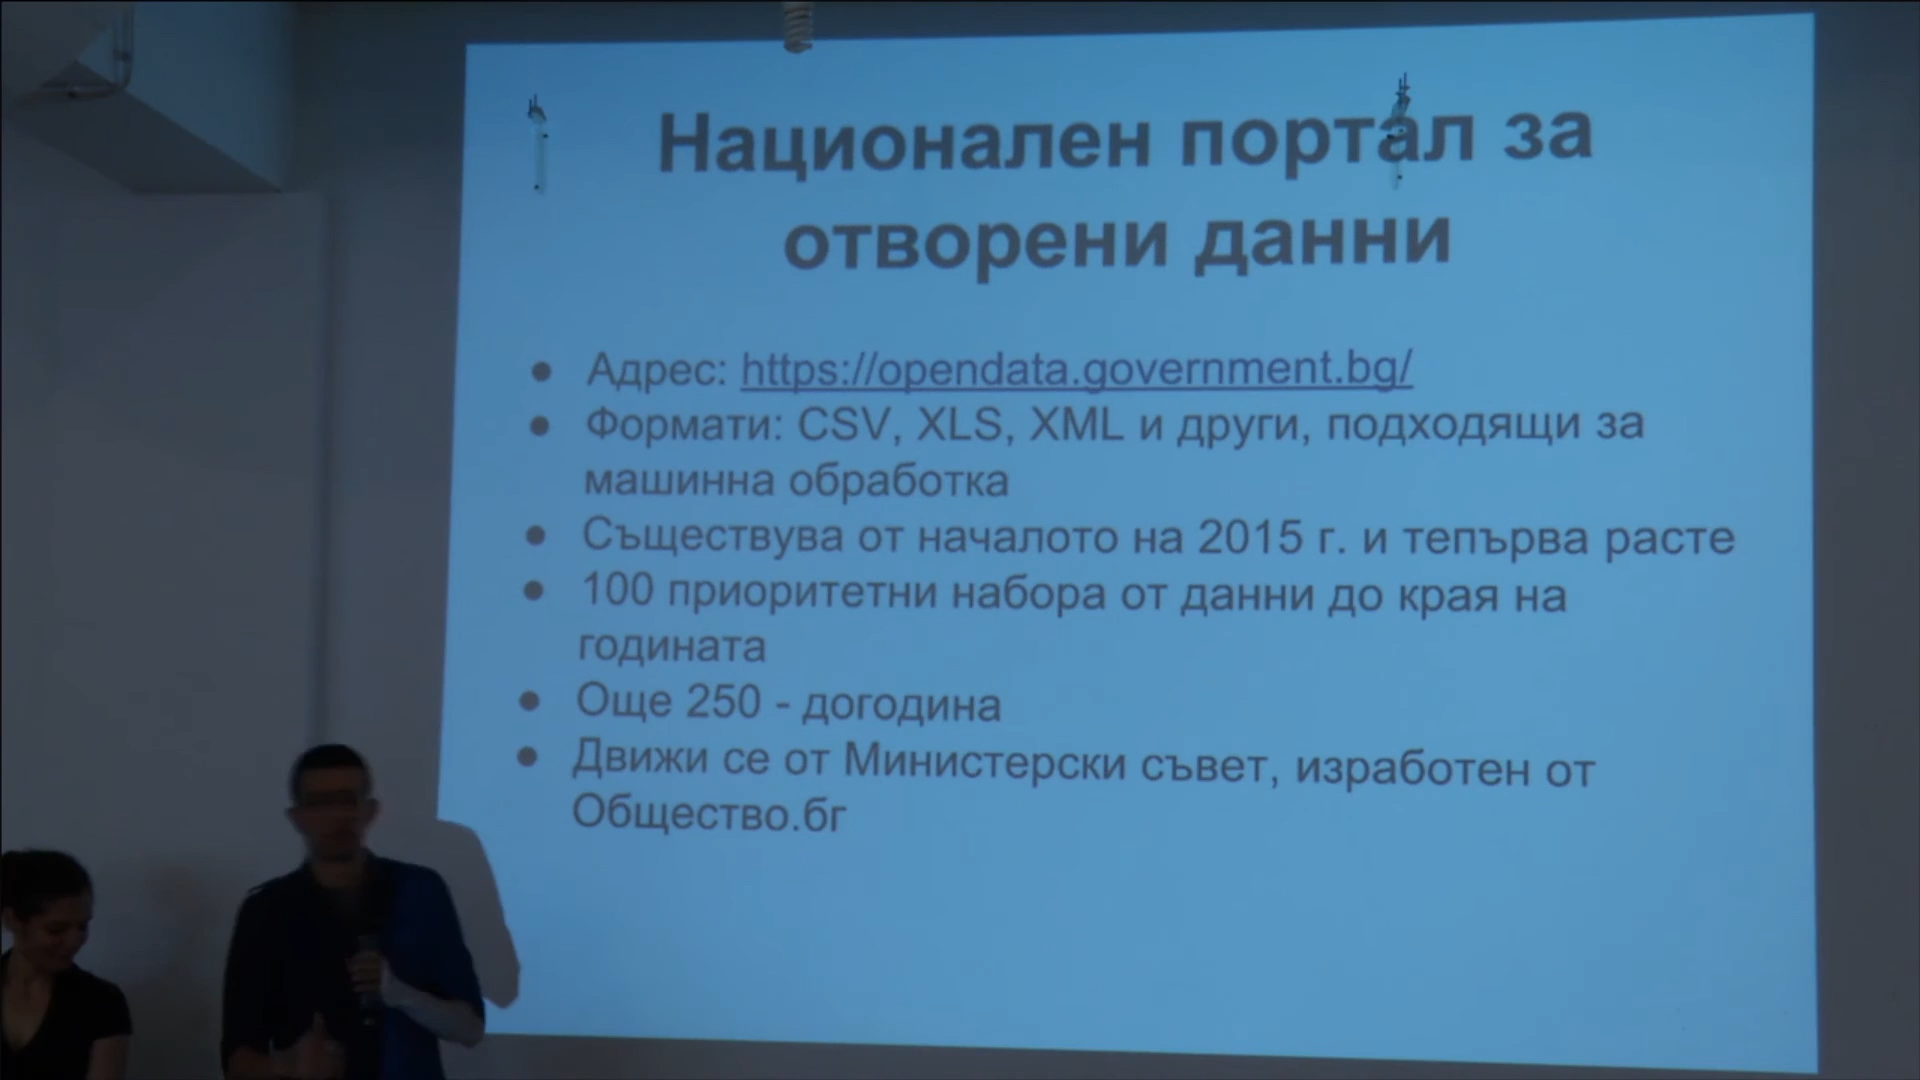 Национален портал за
отворени данни
● Адрес: https://opendata.government.bg/
● Формати: CSV, XLS, XML и други, подходящи за
машинна обработка
● Съществува от началото на 2015 г. и тепърва расте
● 100 приоритетни набора от данни до края на
годината
● Още 250 - догодина
● Движи се от Министерски съвет, изработен от
Общество.бг